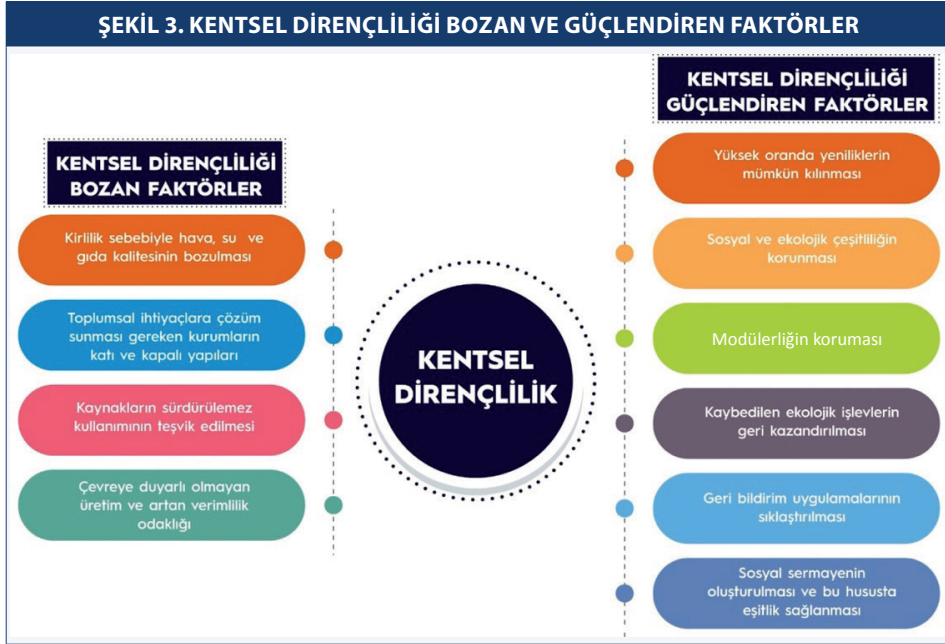 ŞEKİL 3. KENTSEL DİRENÇLİLİĞİ BOZAN VE GÜÇLENDİREN FAKTÖRLER
KENTSEL DİRENÇLİLİĞİ
BOZAN FAKTÖRLER
Kirlilik sebebiyle hava, su ve
gıda kalitesinin bozulması
Toplumsal ihtiyaçlara çözüm
sunması gereken kurumların
katı ve kapalı yapıları
Kaynakların sürdürülemez
kullanımının teşvik edilmesi
Çevreye duyarlı olmayan
üretim ve artan verimlilik
odaklığı
KENTSEL
DİRENÇLİLİK
KENTSEL DİRENÇLİLİĞİ
GÜÇLENDİREN FAKTÖRLER
Yüksek oranda yeniliklerin
mümkün kılınması
Sosyal ve ekolojik çeşitliliğin
korunması
Modülerliğin koruması
Kaybedilen ekolojik işlevlerin
geri kazandırılması
Geri bildirim uygulamalarının
sıklaştırılması
Sosyal sermayenin
oluşturulması ve bu hususta
eşitlik sağlanması